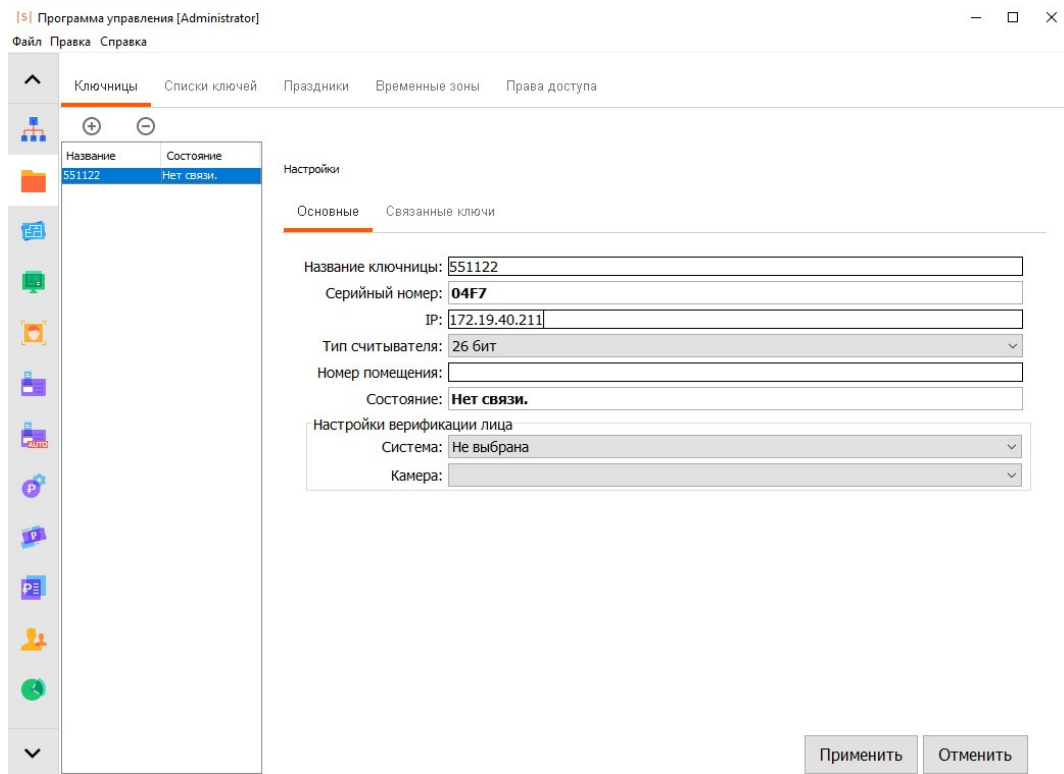 |S| Программа управления [Administrator]
Файл Правка Справка
Ключницы Списки ключей Праздники Временные зоны Права доступа
Название Состояние
551122 Нет связи.
Настройки
Основные Связанные ключи
Название ключницы: 551122
Серийный номер: 04F7
IP: 172.19.40.211
Тип считывателя: 26 бит
Номер помещения:
Состояние: Нет связи.
Настройки верификации лица
Система: Не выбрана
Камера:
AUTO
Применить Отменить